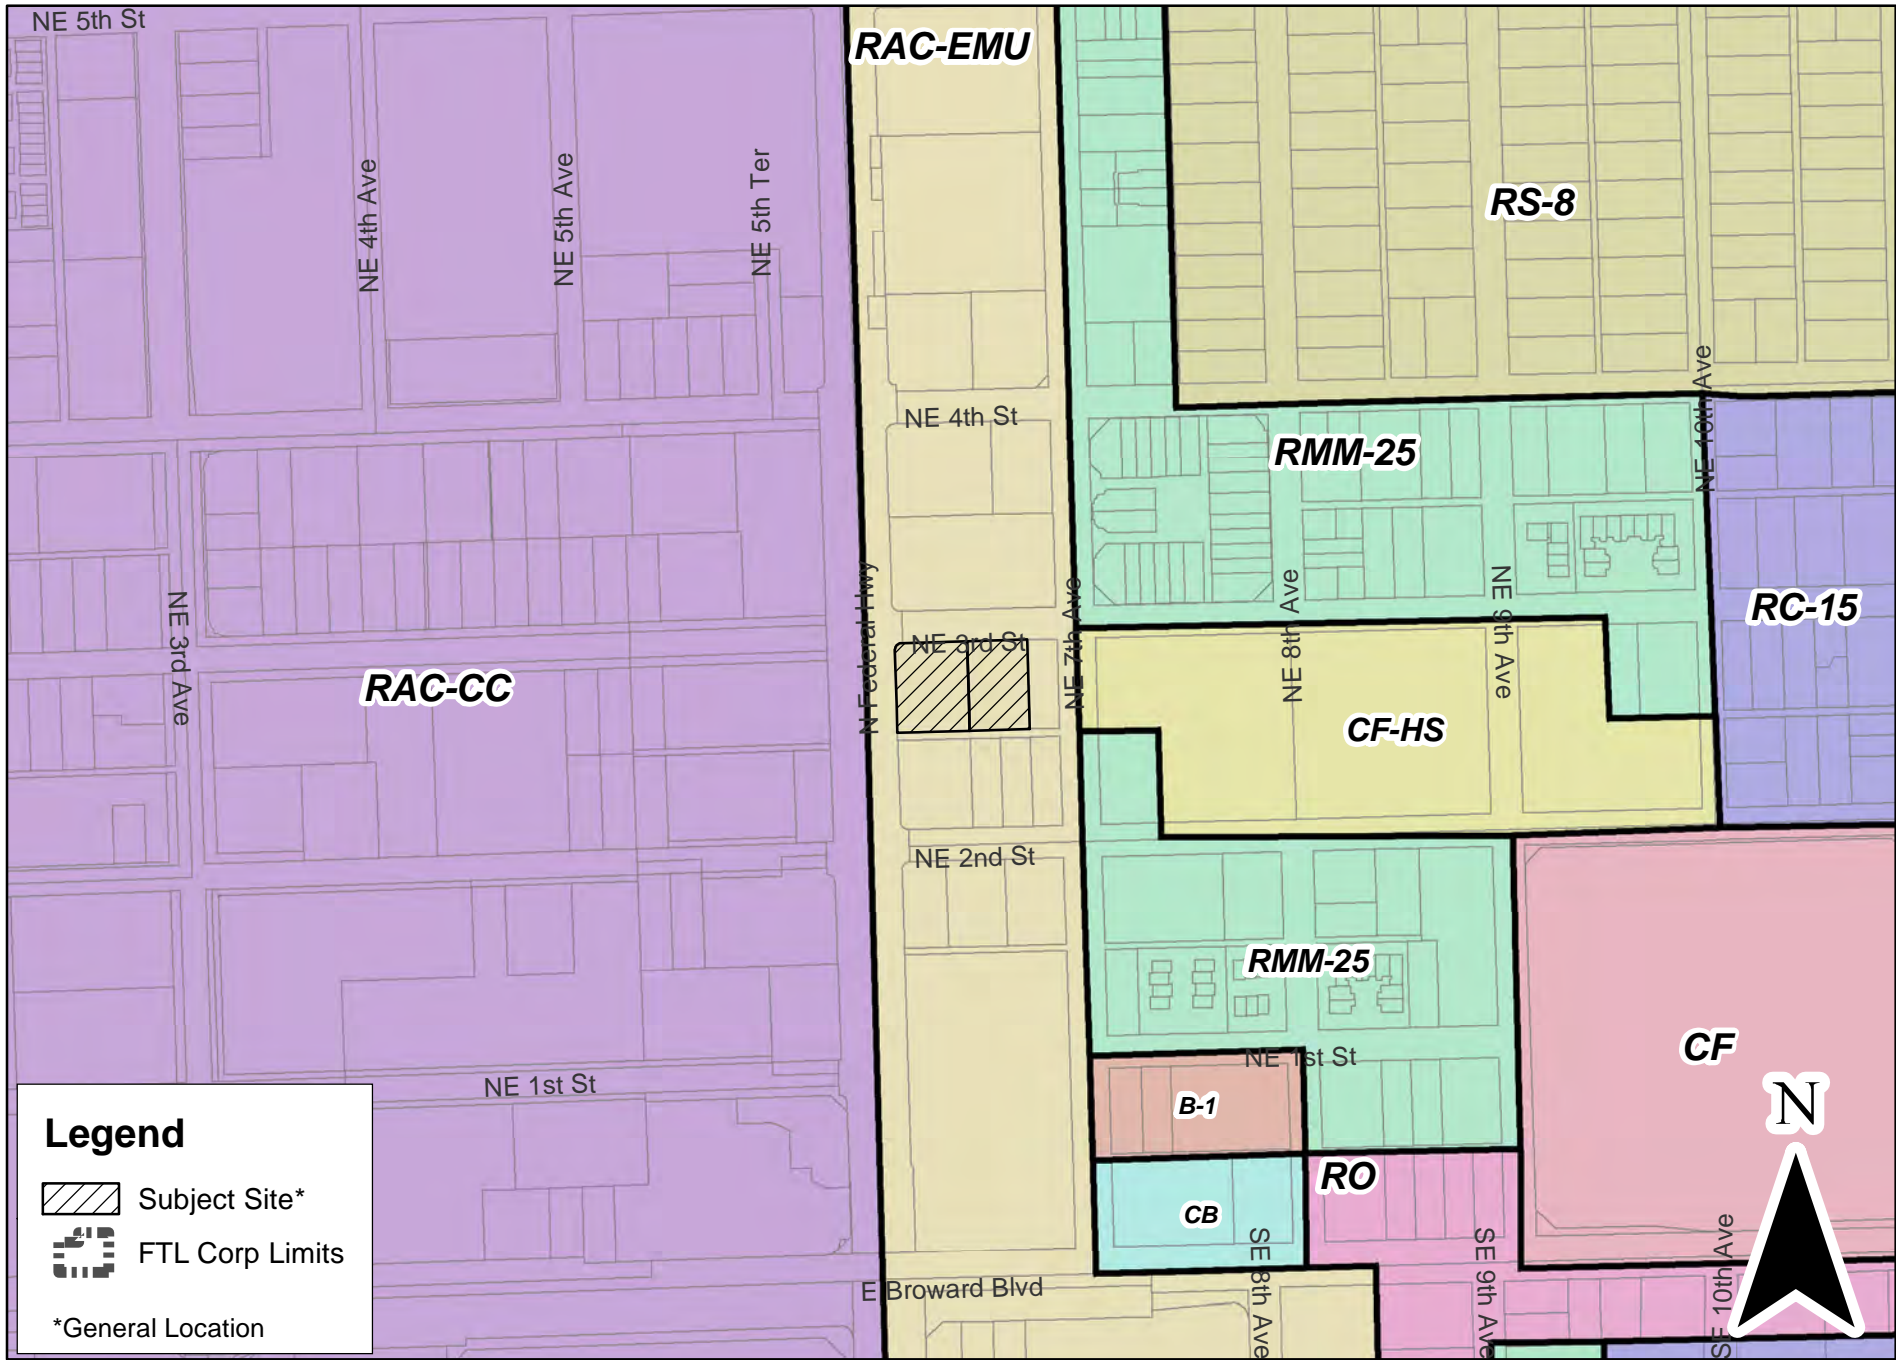 NE 5th St
RAC-EMU
NE 4th Ave
NE 5th Ave
NE 5th Ter
RS-8
NE 4th St
RMM-25
NE 10th Ave
N Federal Hwy
NE 7th Ave
NE 8th Ave
NE 9th Ave
NE 3rd Ave
RC-15
NE 3rd St
RAC-CC
CF-HS
NE 2nd St
RMM-25
CF
NE 1st St
NE 1st St
B-1
N
RO
CB
SE 8th Ave
SE 9th Ave
SE 10th Ave
E Broward Blvd
Legend
Subject Site*
FTL Corp Limits
*General Location